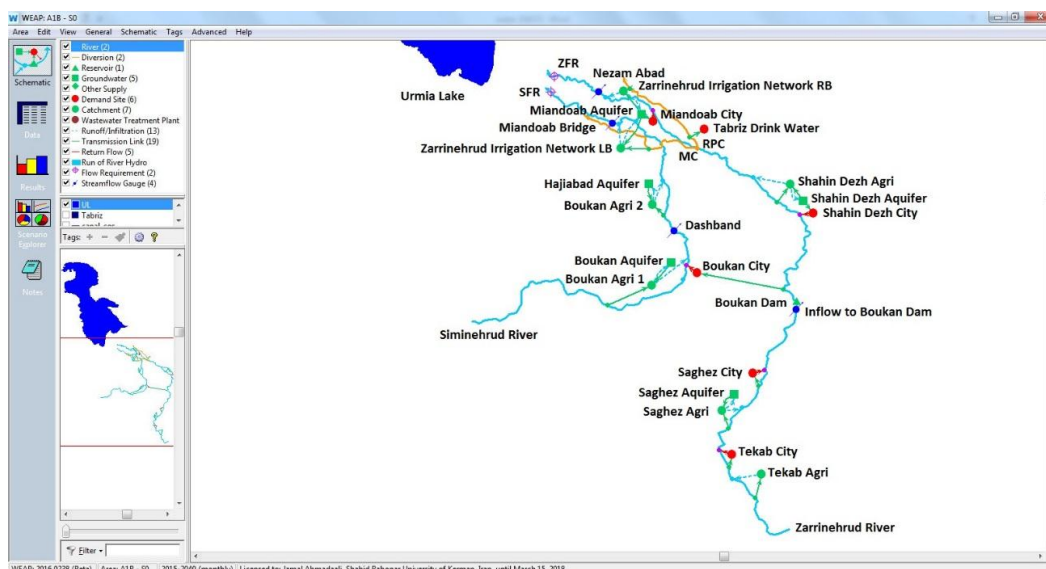 WEAP: A1B - S0
Area Edit View General Schematic Tags Advanced Help
Schematic
Data
Results
Scenario Explorer
Notes
River (2)
Diversion (2)
Reservoir (1)
Groundwater (5)
Other Supply
Demand Site (6)
Catchment (7)
Wastewater Treatment Plant
Runoff/Infiltration (13)
Transmission Link (19)
Return Flow (5)
Run of River Hydro
Flow Requirement (2)
Streamflow Gauge (4)
UL
Tabriz
Tags:
Filter
Urmia Lake
ZFR
SFR
Nezam Abad
Zarrinehrud Irrigation Network RB
Miandoab Aquifer
Miandoab City
Miandoab Bridge
Tabriz Drink Water
RPC
Zarrinehrud Irrigation Network LB
MC
Hajiabad Aquifer
Shahin Dezh Agri
Boukan Agri 2
Shahin Dezh Aquifer
Shahin Dezh City
Dashband
Boukan Aquifer
Boukan City
Boukan Agri 1
Boukan Dam
Inflow to Boukan Dam
Siminehrud River
Saghez City
Saghez Aquifer
Saghez Agri
Tekab City
Tekab Agri
Zarrinehrud River